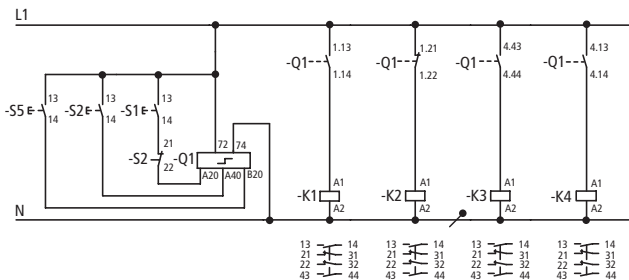 L1
-Q1 1.13 1.14
-Q1 1.21 1.22
-Q1 4.43 4.44
-Q1 4.13 4.14
-S5 13 14
-S2 13 14
-S1 13 14
-S2 21 22
-Q1 72 74
A20 A40 B20
-K1 A1 A2
-K2 A1 A2
-K3 A1 A2
-K4 A1 A2
N
13 14 13 14 13 14 13 14
21 31 21 31 21 31 21 31
22 32 22 32 22 32 22 32
43 44 43 44 43 44 43 44